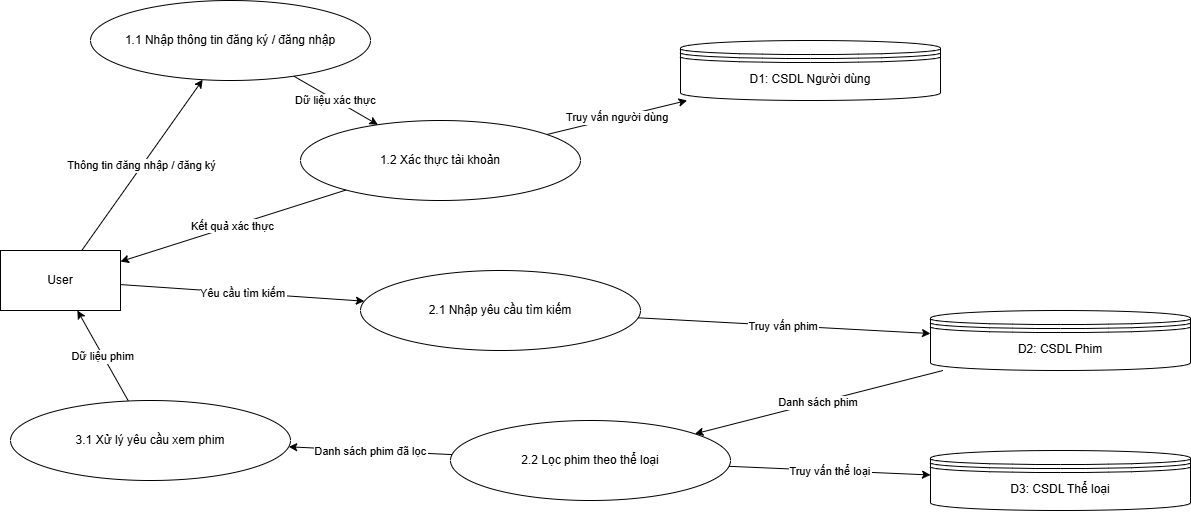 1.1 Nhập thông tin đăng ký / đăng nhập
D1: CSDL Người dùng
Dữ liệu xác thực
Truy vấn người dùng
1.2 Xác thực tài khoản
Thông tin đăng nhập / đăng ký
Kết quả xác thực
User
Yêu cầu tìm kiếm
2.1 Nhập yêu cầu tìm kiếm
Truy vấn phim
D2: CSDL Phim
Dữ liệu phim
Danh sách phim
3.1 Xử lý yêu cầu xem phim
Danh sách phim đã lọc
2.2 Lọc phim theo thể loại
Truy vấn thể loại
D3: CSDL Thể loại